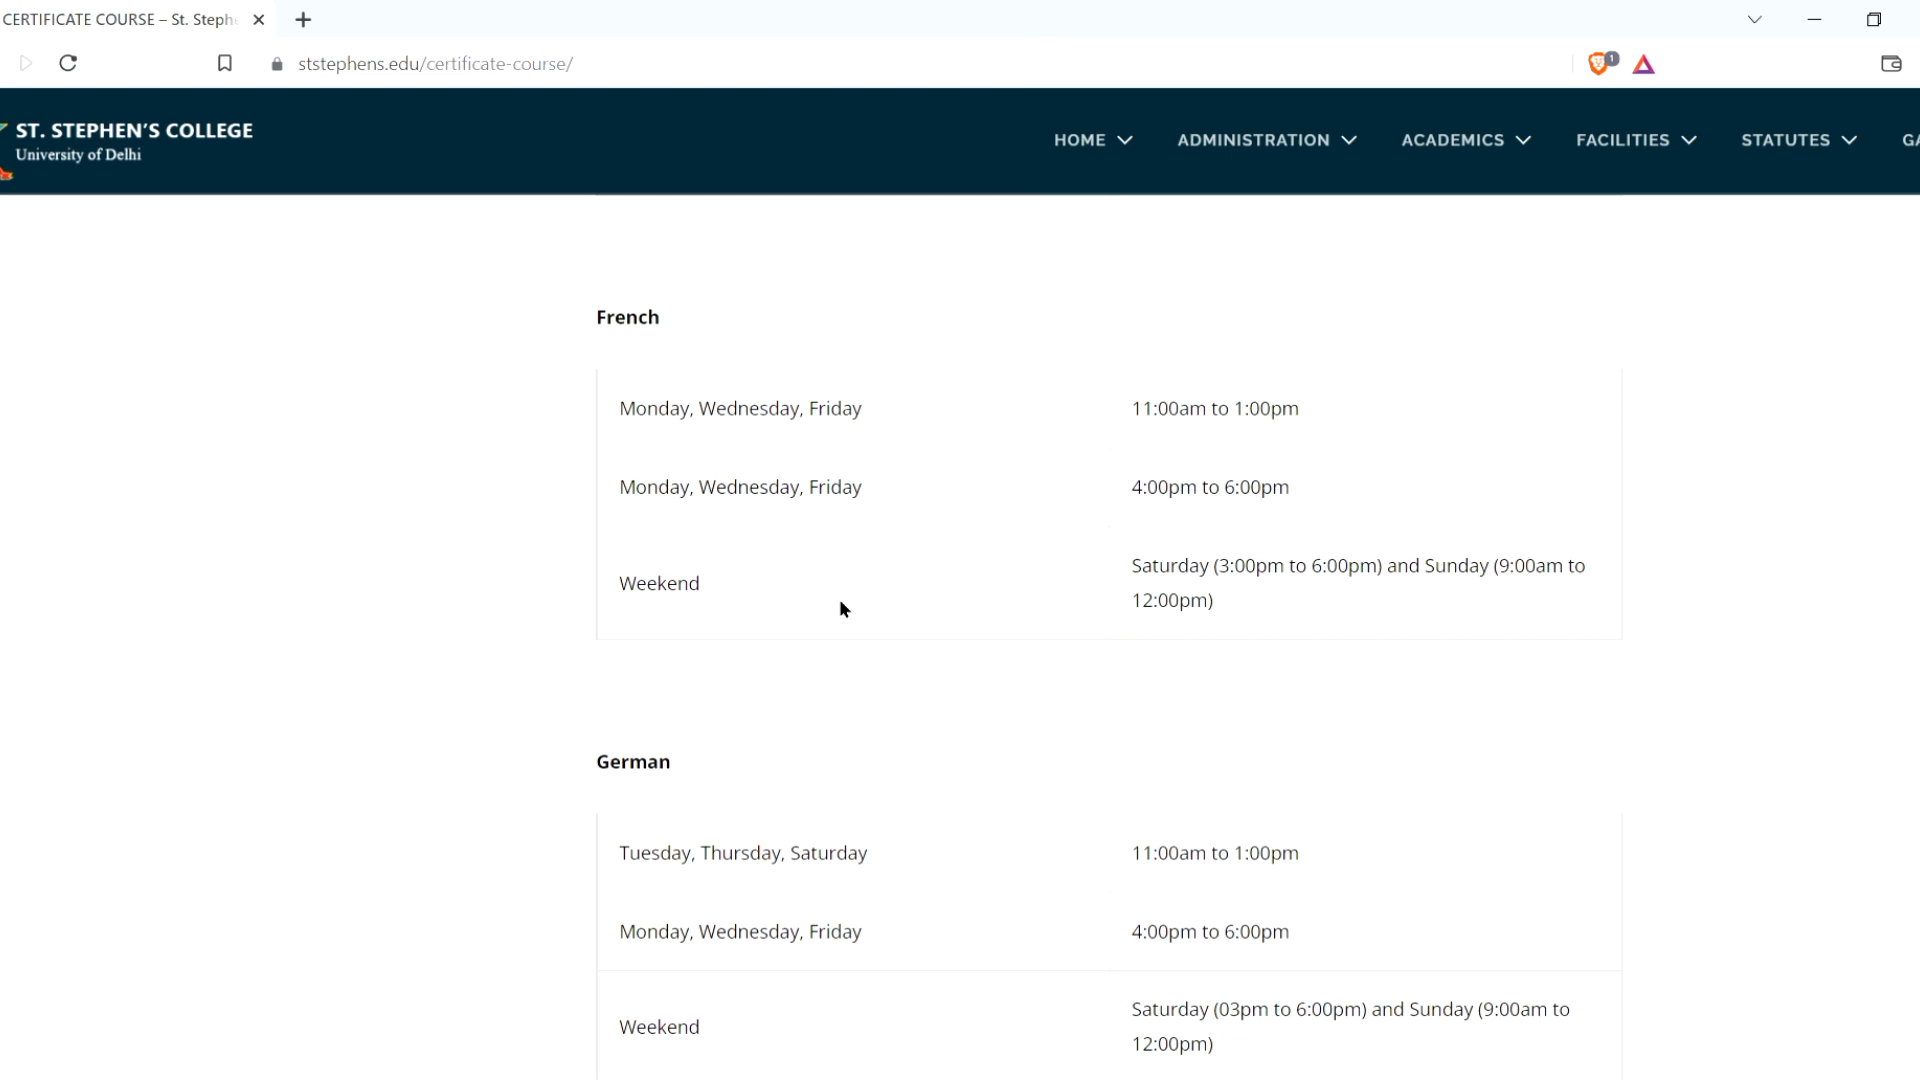 CERTIFICATE COURSE – St. Steph
ststephens.edu/certificate-course/
1
ST. STEPHEN'S COLLEGE
University of Delhi
HOME
ADMINISTRATION
ACADEMICS
FACILITIES
STATUTES
GA
French
Monday, Wednesday, Friday 11:00am to 1:00pm
Monday, Wednesday, Friday 4:00pm to 6:00pm
Weekend Saturday (3:00pm to 6:00pm) and Sunday (9:00am to
12:00pm)
German
Tuesday, Thursday, Saturday 11:00am to 1:00pm
Monday, Wednesday, Friday 4:00pm to 6:00pm
Weekend Saturday (03pm to 6:00pm) and Sunday (9:00am to
12:00pm)